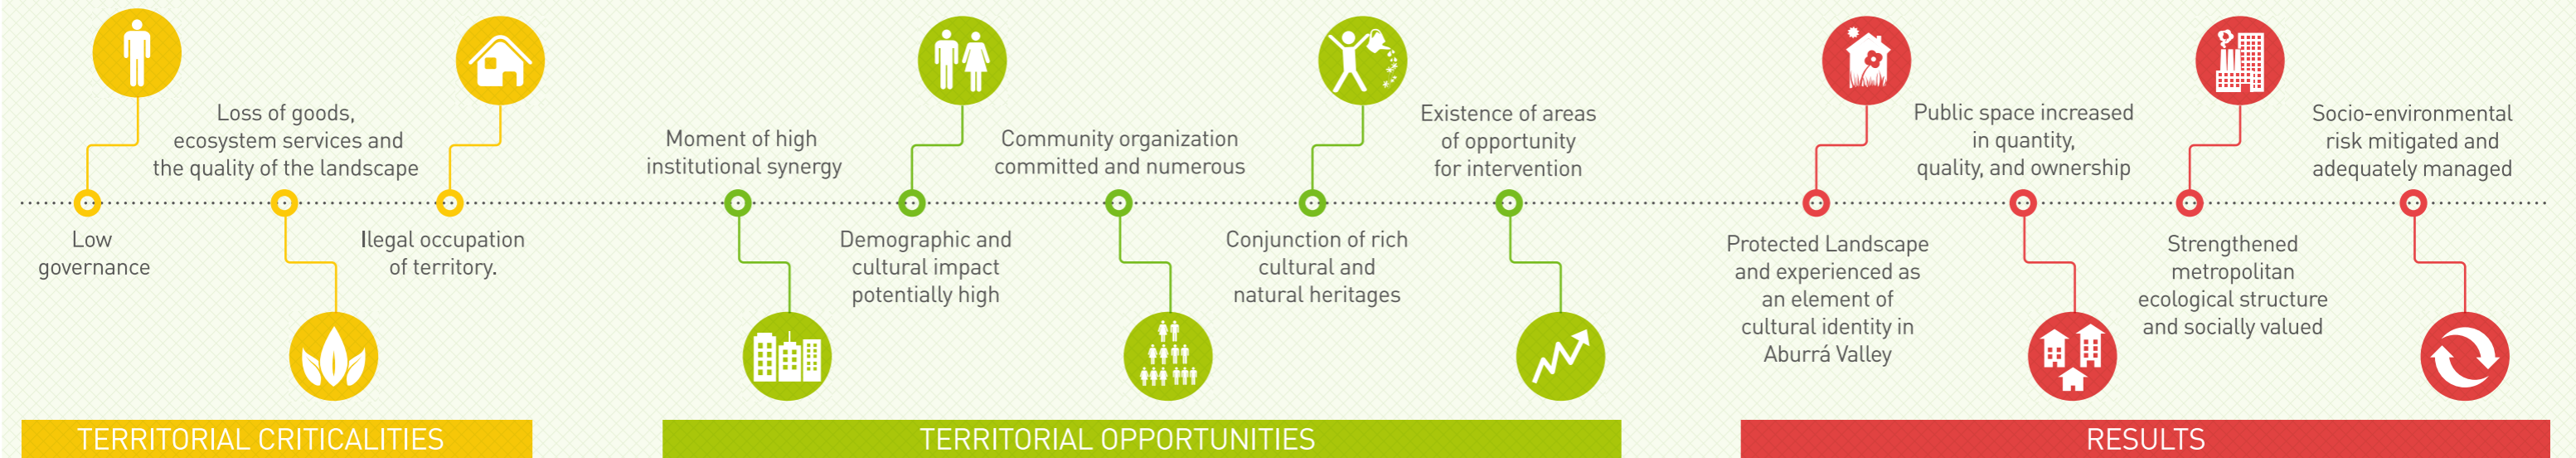 Low
governance
Loss of goods,
ecosystem services and
the quality of the landscape
Ilegal occupation
of territory.
TERRITORIAL CRITICALITIES
Moment of high
institutional synergy
Demographic and
cultural impact
potentially high
Community organization
committed and numerous
Conjunction of rich
cultural and
natural heritages
Existence of areas
of opportunity
for intervention
TERRITORIAL OPPORTUNITIES
Protected Landscape
and experienced as
an element of
cultural identity in
Aburrá Valley
Public space increased
in quantity,
quality, and ownership
Strengthened
metropolitan
ecological structure
and socially valued
Socio-environmental
risk mitigated and
adequately managed
RESULTS